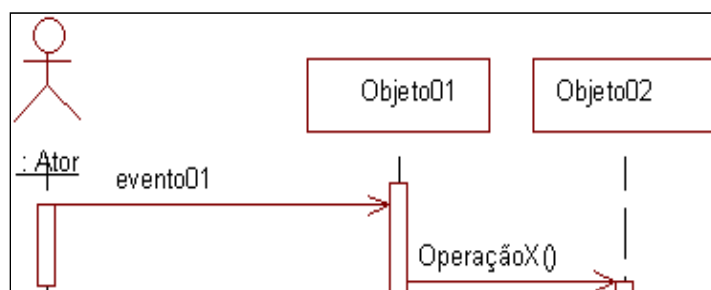 Objeto01
Objeto02
: Ator
evento01
OperaçãoX()